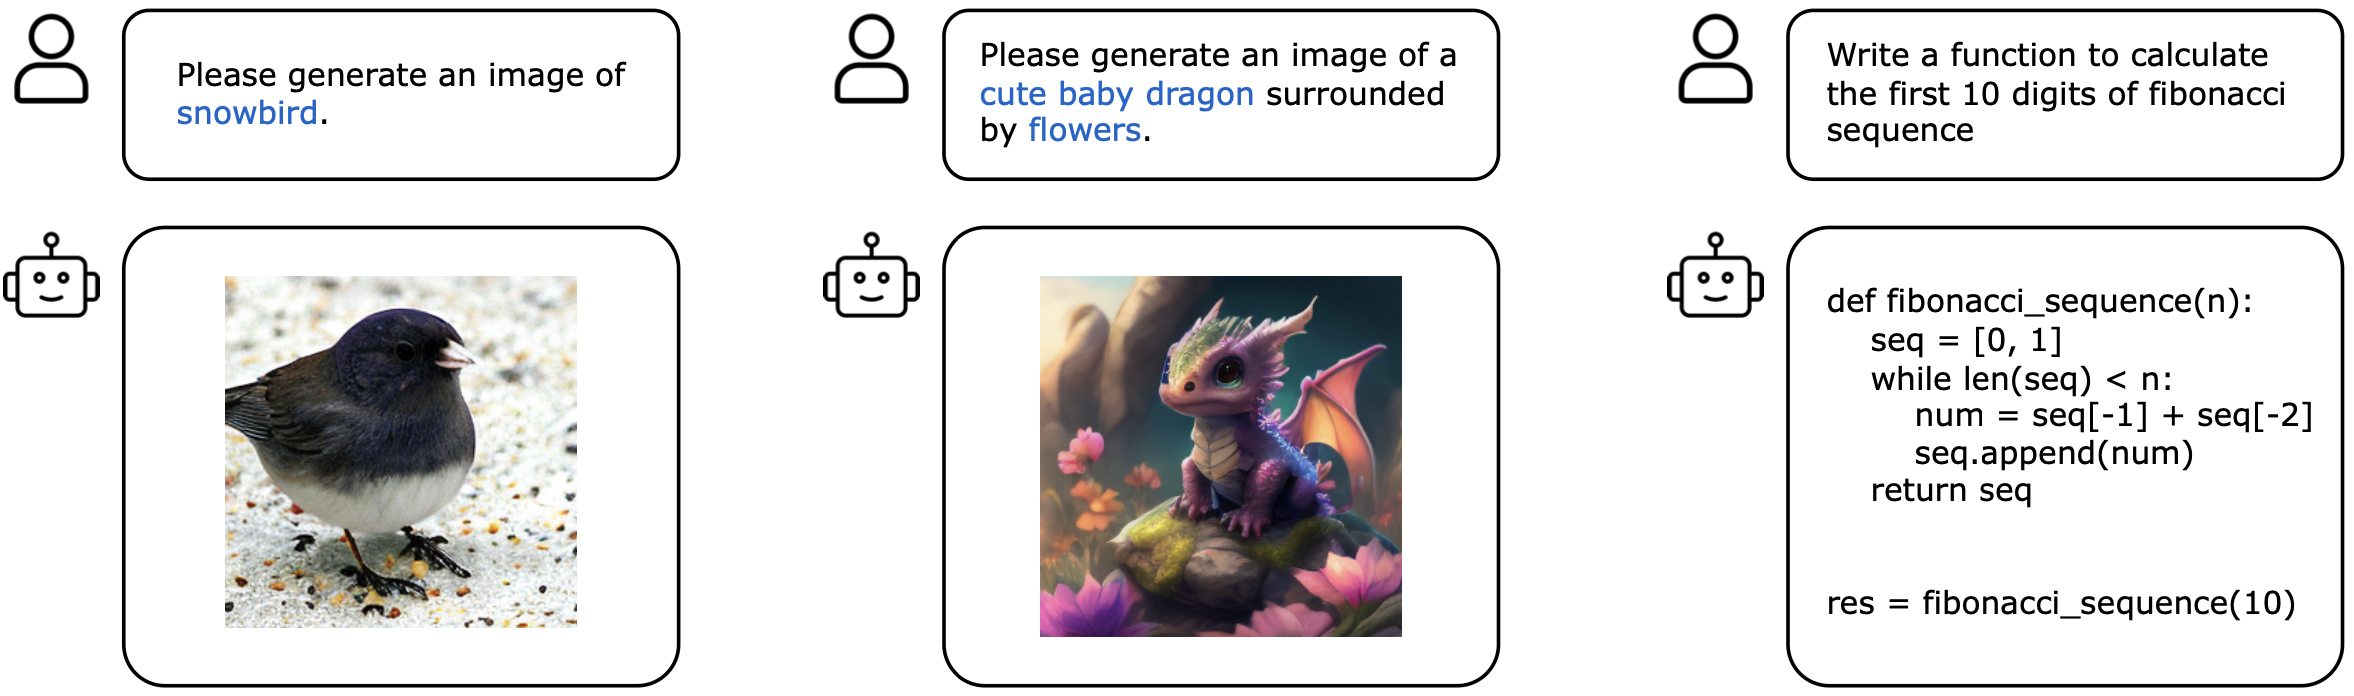 Please generate an image of
snowbird.
Please generate an image of a
cute baby dragon surrounded
by flowers.
Write a function to calculate
the first 10 digits of fibonacci
sequence
def fibonacci_sequence(n):
    seq = [0, 1]
    while len(seq) < n:
        num = seq[-1] + seq[-2]
        seq.append(num)
    return seq
res = fibonacci_sequence(10)